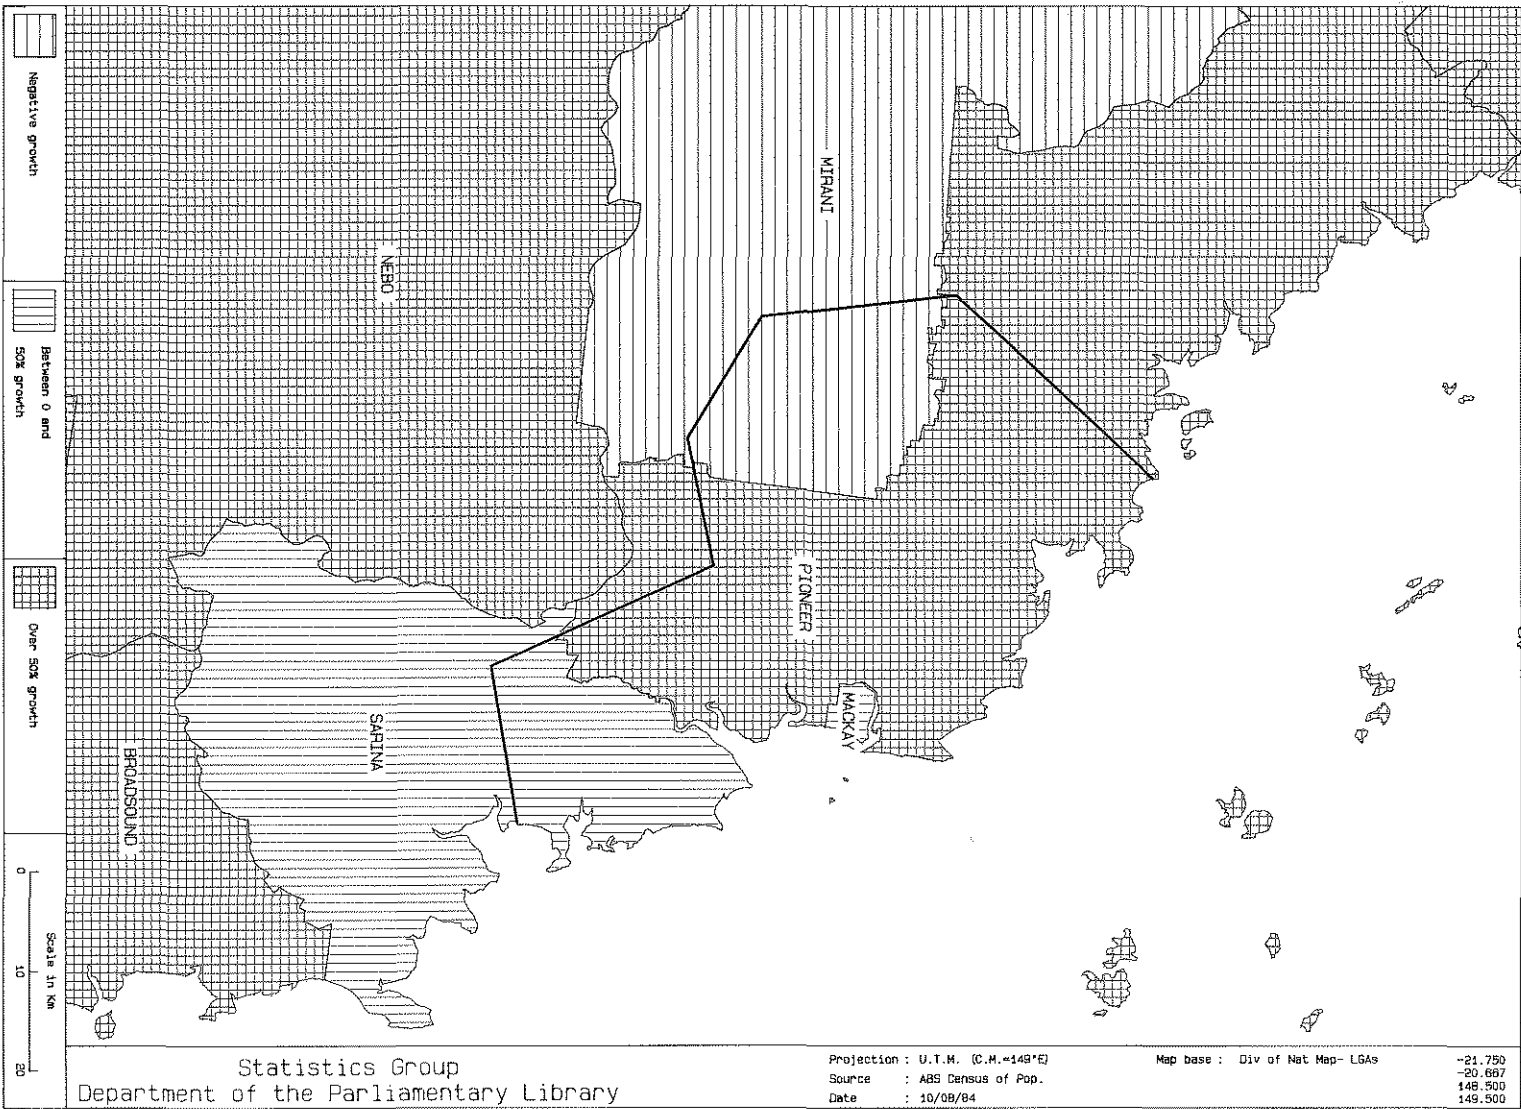 Negative growth
Between 0 and
50% growth
Over 50% growth
0
10
20
Scale in Km
MIRANI
NEBO
PIONEER
MACKAY
SARINA
BROADSOUND
Statistics Group
Department of the Parliamentary Library
Projection : U.T.M. (C.M.=149°E)
Source : ABS Census of Pop.
Date : 10/08/84
Map base : Div of Nat Map- LGAs
-21.750
-20.667
148.500
149.500